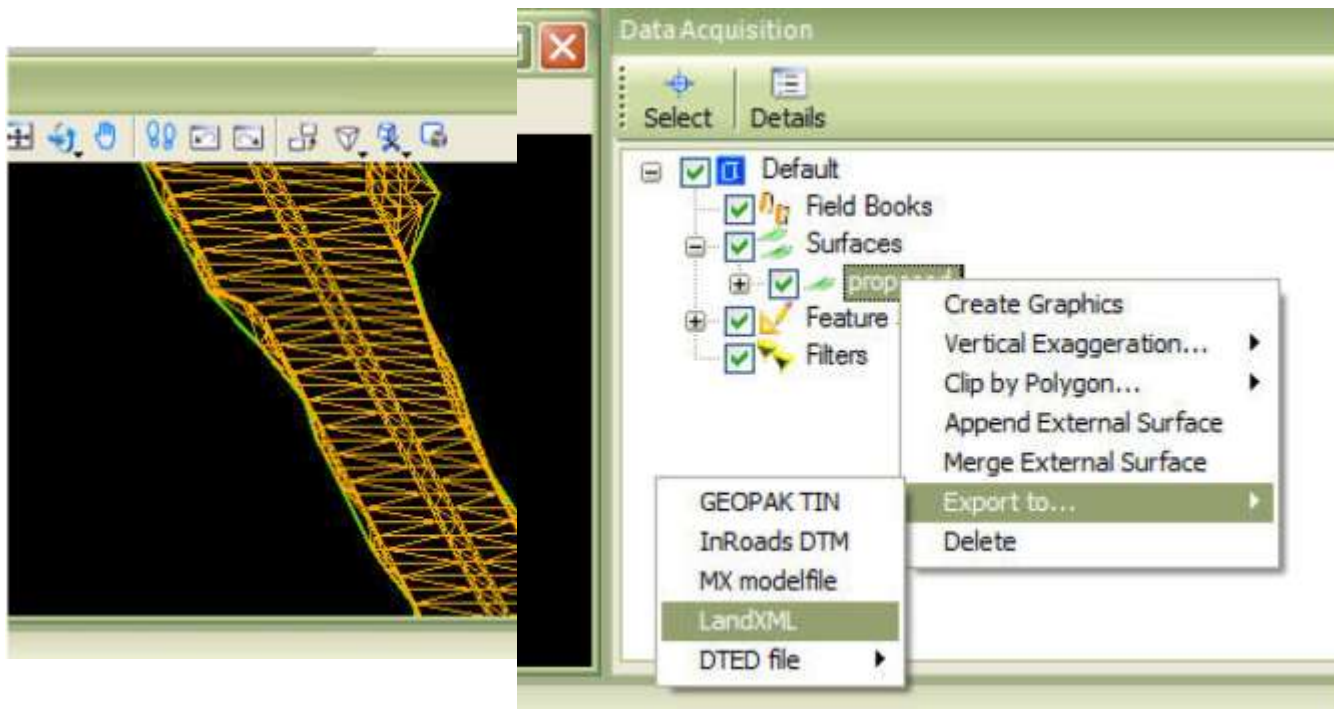 Data Acquisition
Select
Details
Default
Field Books
Surfaces
Feature
Filters
Create Graphics
Vertical Exaggeration...
Clip by Polygon...
Append External Surface
Merge External Surface
Export to...
Delete
GEOPAK TIN
InRoads DTM
MX modelfile
LandXML
DTED file